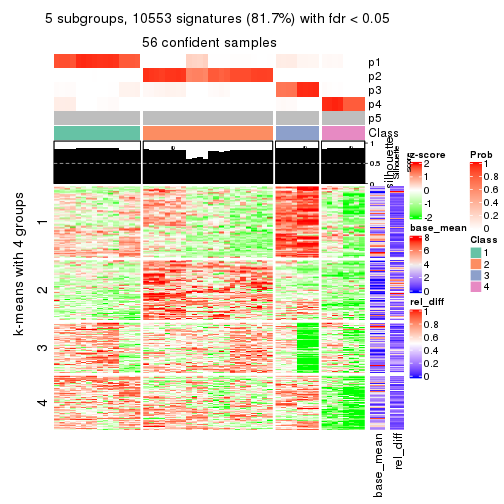 5 subgroups, 10553 signatures (81.7%) with fdr < 0.05
56 confident samples
p1
p2
p3
p4
p5
Class
1
0.5
0
silhouette
Silhouette
score
k-means with 4 groups
1
2
3
4
base_mean
rel_diff
z-score
2
1
0
-1
-2
base_mean
8
6
4
2
0
rel_diff
1
0.8
0.6
0.4
0.2
0
Prob
1
0.8
0.6
0.4
0.2
0
Class
1
2
3
4